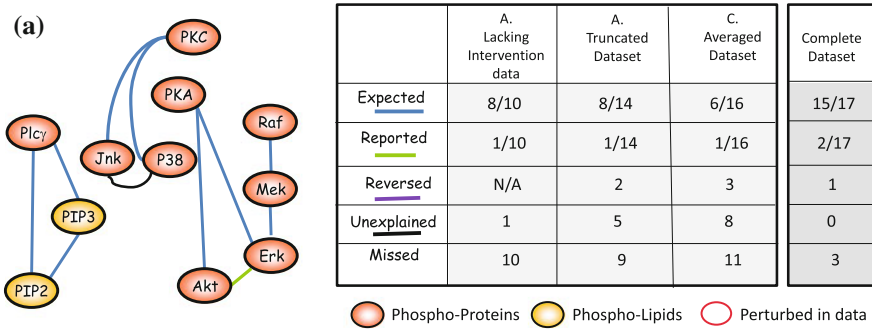 (a)
PKC
PKA
Raf
Plcγ
Jnk
P38
Mek
PIP3
Erk
Akt
PIP2
A. Lacking Intervention data
A. Truncated Dataset
C. Averaged Dataset
Complete Dataset
Expected 8/10 8/14 6/16 15/17
Reported 1/10 1/14 1/16 2/17
Reversed N/A 2 3 1
Unexplained 1 5 8 0
Missed 10 9 11 3
Phospho-Proteins Phospho-Lipids Perturbed in data